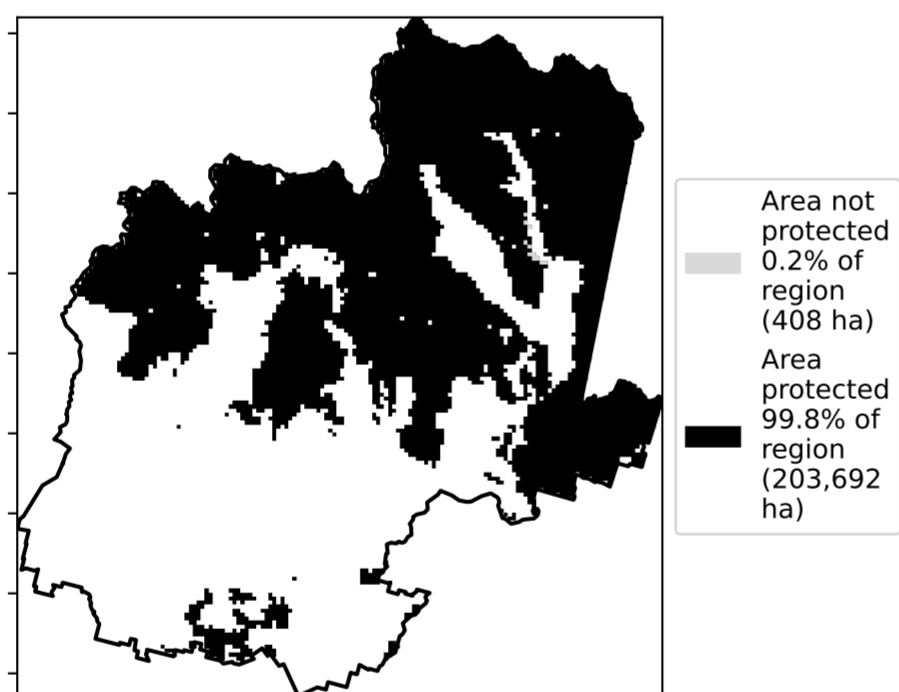 Area not
protected
0.2% of
region
(408 ha)
Area
protected
99.8% of
region
(203,692
ha)